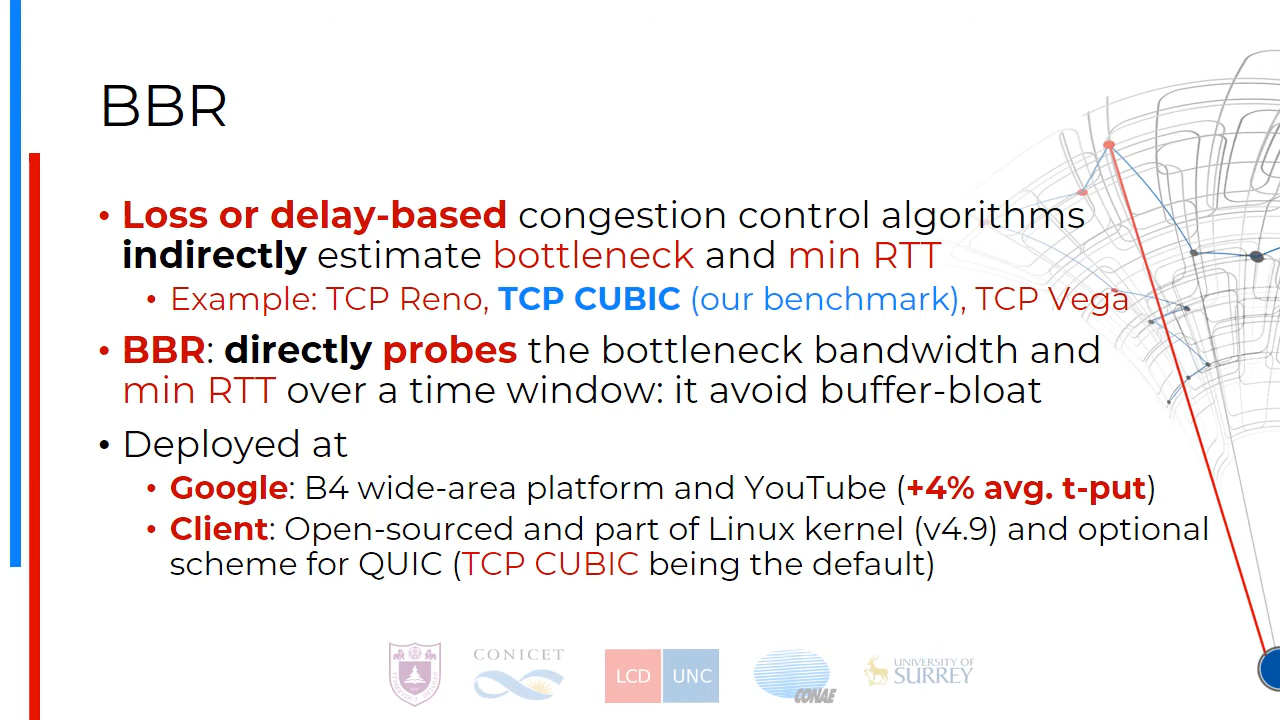 BBR
• Loss or delay-based congestion control algorithms
indirectly estimate bottleneck and min RTT
• Example: TCP Reno, TCP CUBIC (our benchmark), TCP Vega
• BBR: directly probes the bottleneck bandwidth and
min RTT over a time window: it avoid buffer-bloat
• Deployed at
• Google: B4 wide-area platform and YouTube (+4% avg. t-put)
• Client: Open-sourced and part of Linux kernel (v4.9) and optional
scheme for QUIC (TCP CUBIC being the default)
CONICET
LCD UNC
CONAE
UNIVERSITY OF
SURREY